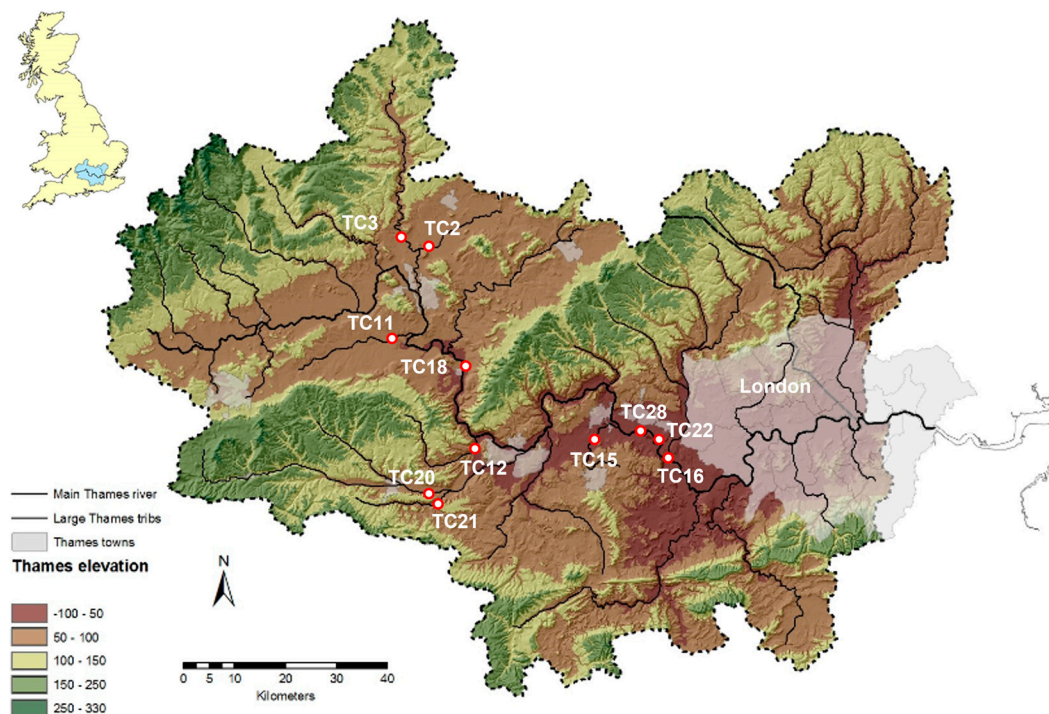 TC3
TC2
TC11
TC18
London
TC28
TC22
TC12
TC15
TC16
TC20
TC21
Main Thames river
Large Thames tribs
Thames towns
Thames elevation
N
-100 - 50
50 - 100
100 - 150
150 - 250
250 - 330
0 5 10 20 30 40
Kilometers